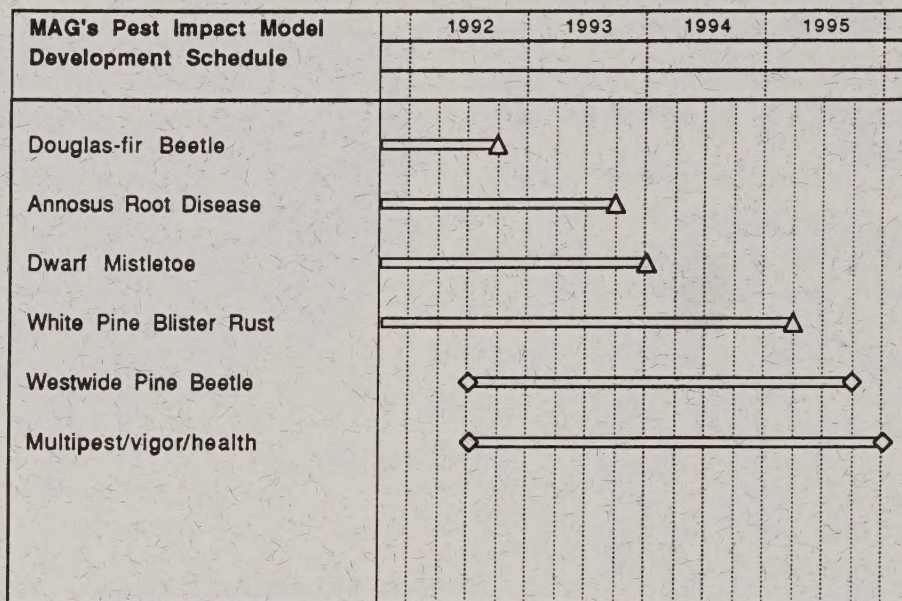 MAG's Pest Impact Model
Development Schedule
1992 1993 1994 1995
Douglas-fir Beetle
Annosus Root Disease
Dwarf Mistletoe
White Pine Blister Rust
Westwide Pine Beetle
Multipest/vigor/health